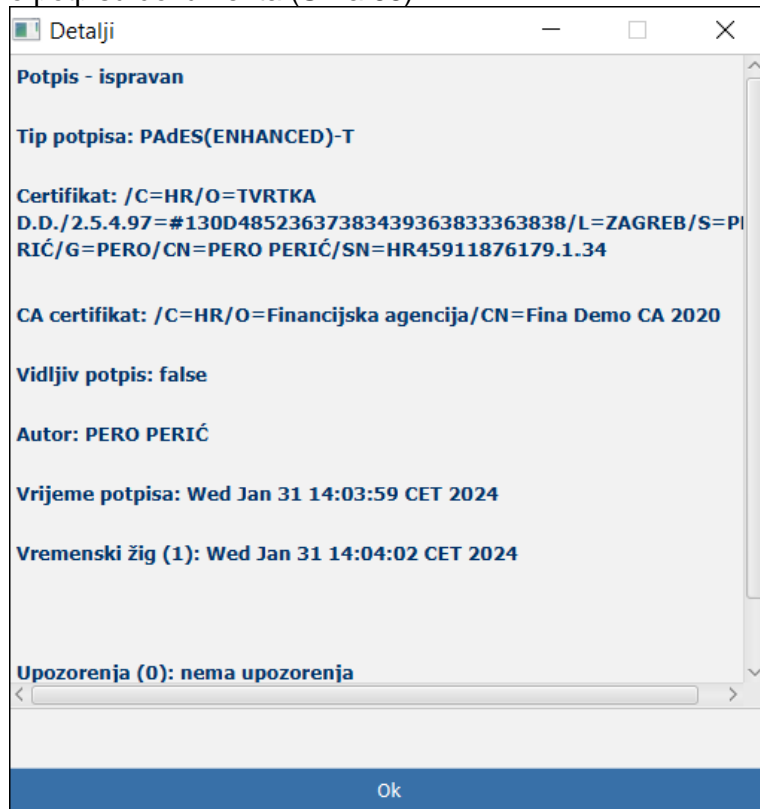 Detalji
Potpis - ispravan
Tip potpisa: PAdES(ENHANCED)-T
Certifikat: /C=HR/O=TVRTKA
D.D./2.5.4.97=#130D48523637383439363833363838/L=ZAGREB/S=PI
RIĆ/G=PERO/CN=PERO PERIĆ/SN=HR45911876179.1.34
CA certifikat: /C=HR/O=Financijska agencija/CN=Fina Demo CA 2020
Vidljiv potpis: false
Autor: PERO PERIĆ
Vrijeme potpisa: Wed Jan 31 14:03:59 CET 2024
Vremenski žig (1): Wed Jan 31 14:04:02 CET 2024
Upozorenja (0): nema upozorenja
Ok